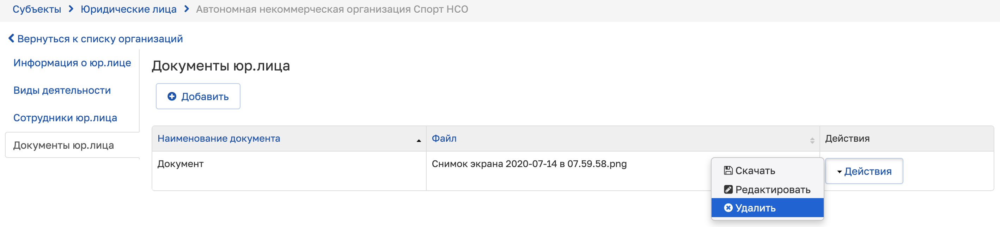 Субъекты > Юридические лица > Автономная некоммерческая организация Спорт НСО
Вернуться к списку организаций
Информация о юр.лице
Виды деятельности
Сотрудники юр.лица
Документы юр.лица
Документы юр.лица
Добавить
Наименование документа Файл Действия
Документ Снимок экрана 2020-07-14 в 07.59.58.png Действия
Скачать
Редактировать
Удалить